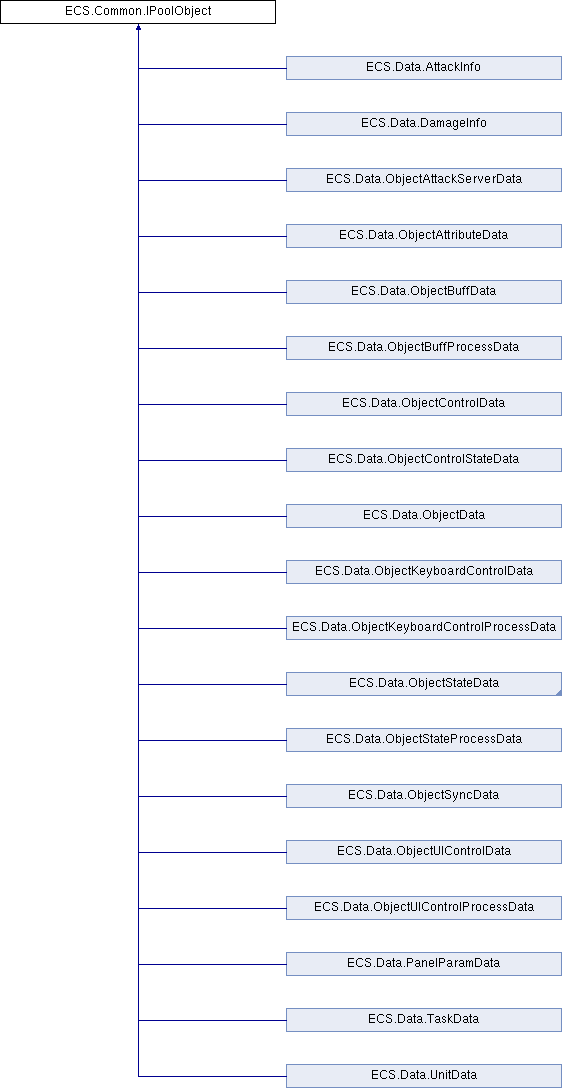 ECS.Common.IPoolObject
ECS.Data.AttackInfo
ECS.Data.DamageInfo
ECS.Data.ObjectAttackServerData
ECS.Data.ObjectAttributeData
ECS.Data.ObjectBuffData
ECS.Data.ObjectBuffProcessData
ECS.Data.ObjectControlData
ECS.Data.ObjectControlStateData
ECS.Data.ObjectData
ECS.Data.ObjectKeyboardControlData
ECS.Data.ObjectKeyboardControlProcessData
ECS.Data.ObjectStateData
ECS.Data.ObjectStateProcessData
ECS.Data.ObjectSyncData
ECS.Data.ObjectUIControlData
ECS.Data.ObjectUIControlProcessData
ECS.Data.PanelParamData
ECS.Data.TaskData
ECS.Data.UnitData